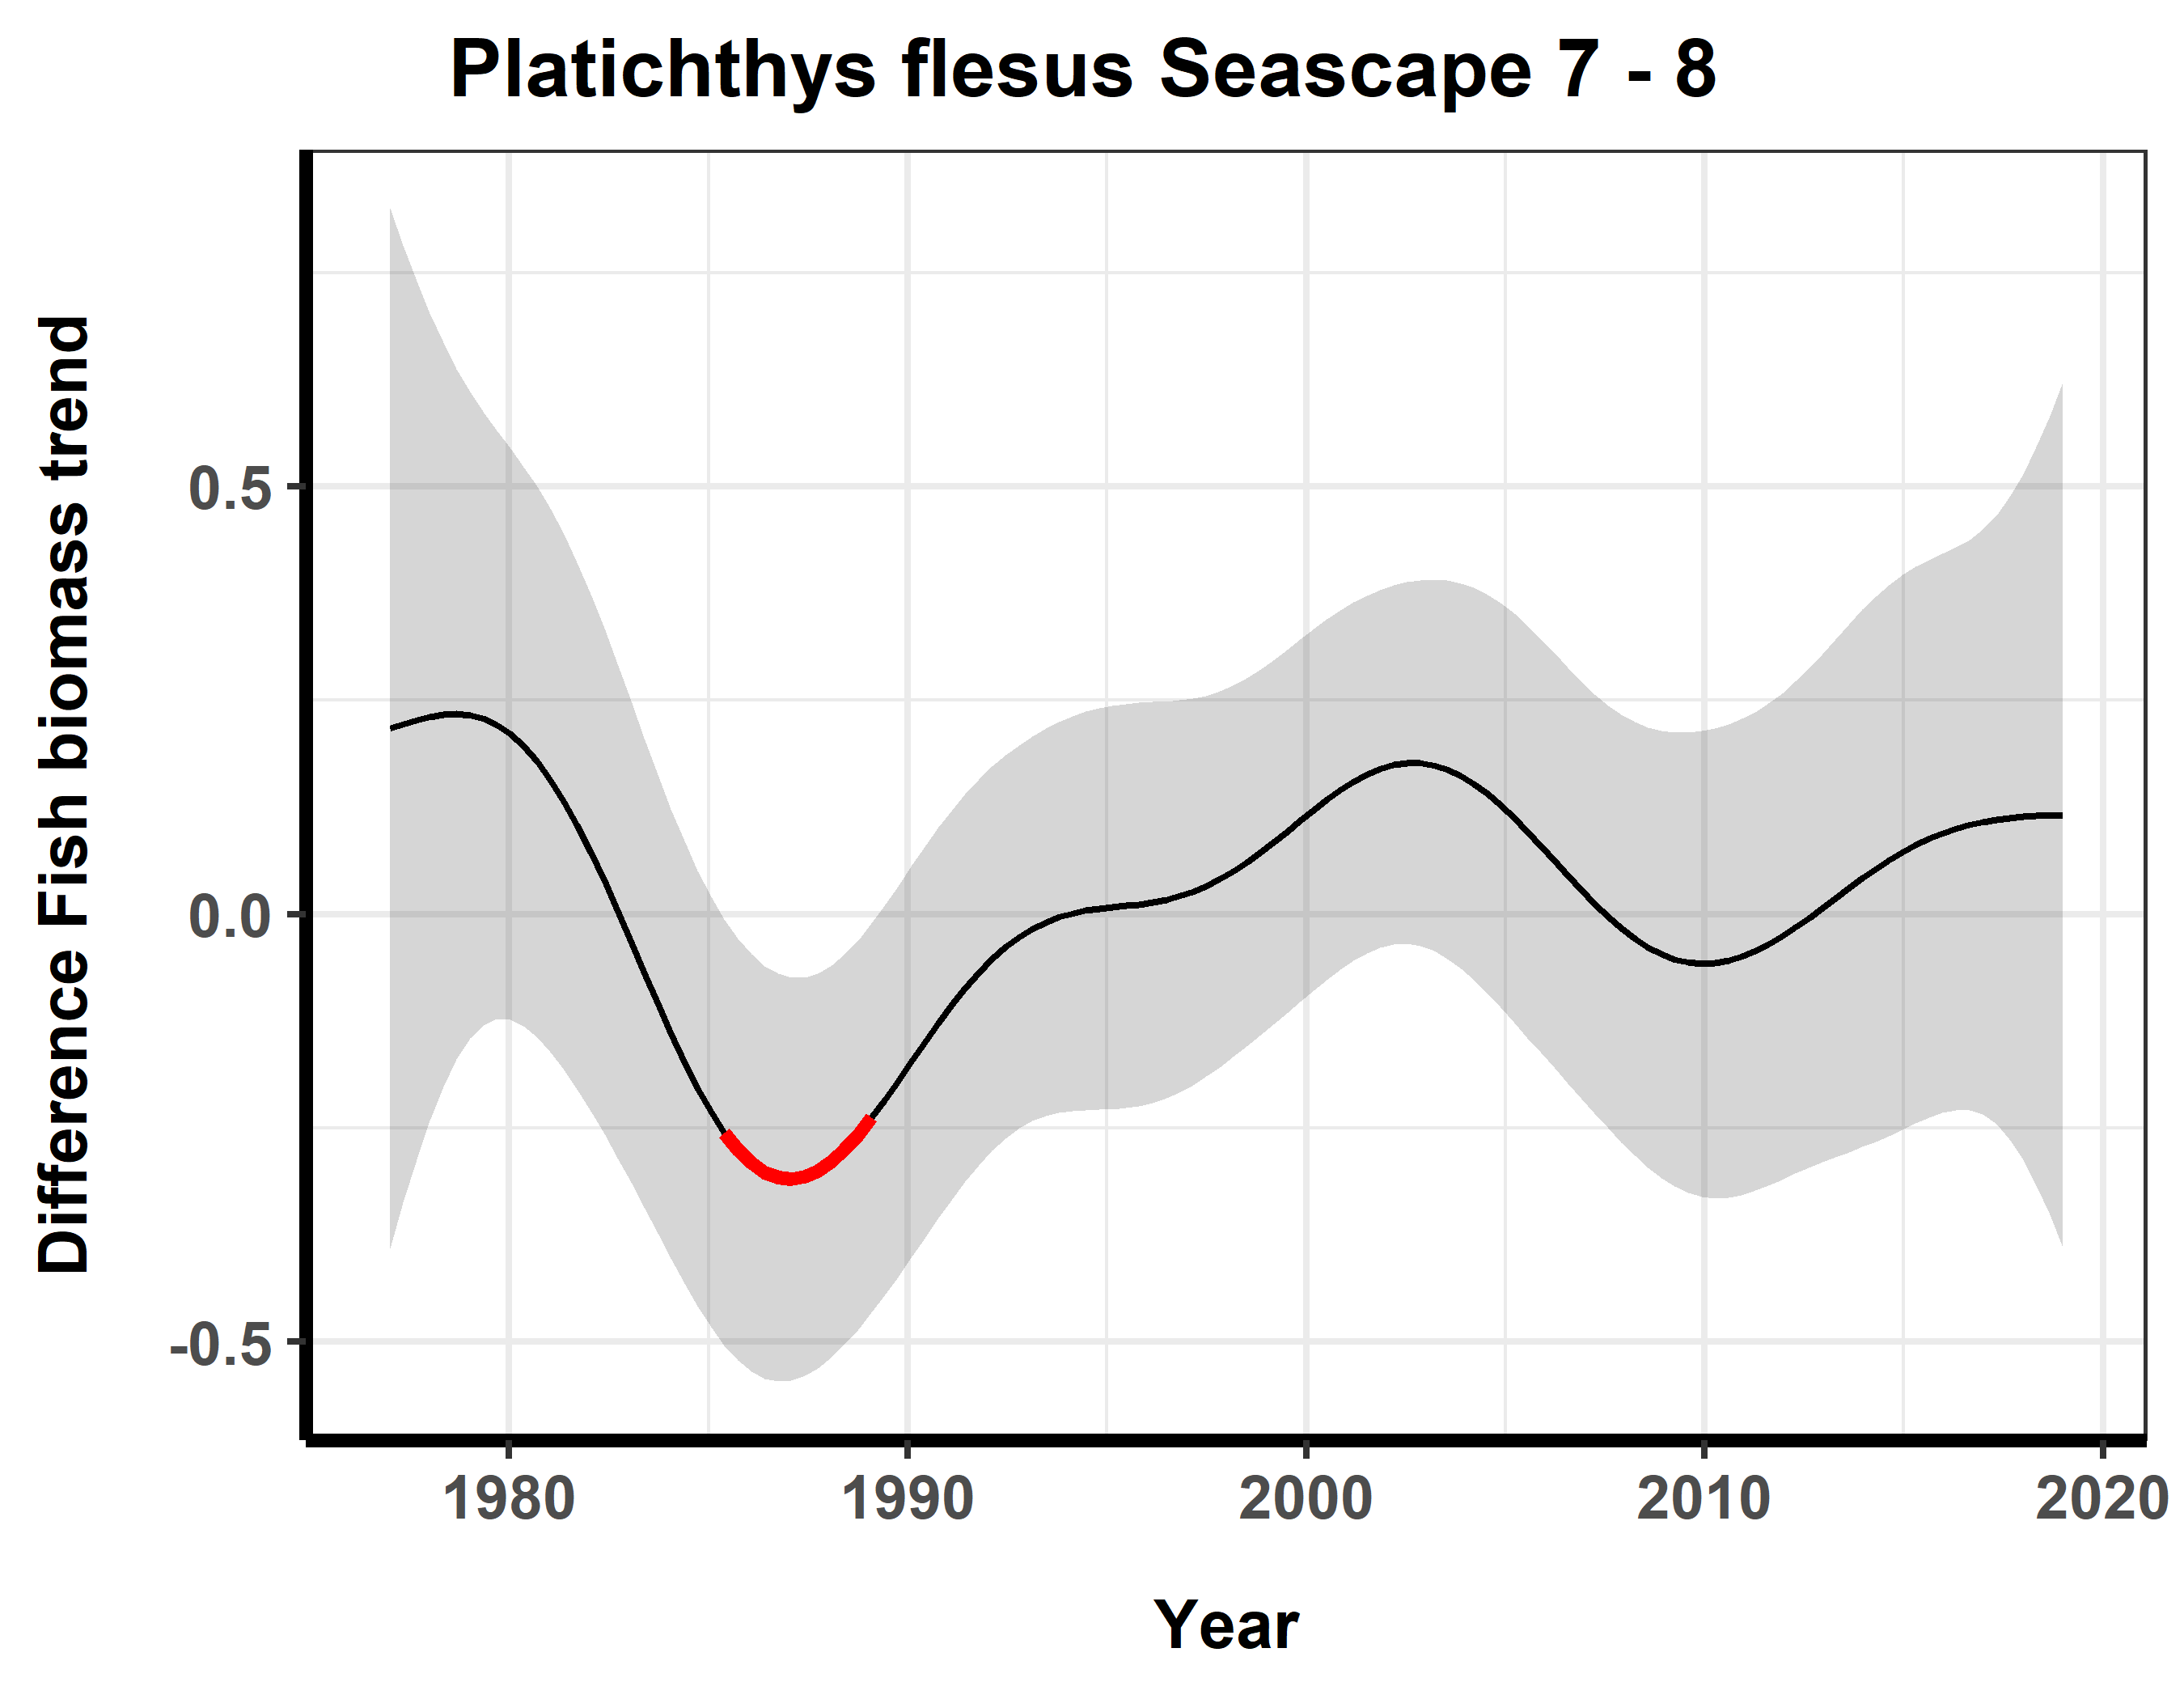 Platichthys flesus Seascape 7 - 8
Difference Fish biomass trend
0.5
0.0
-0.5
1980 1990 2000 2010 2020
Year